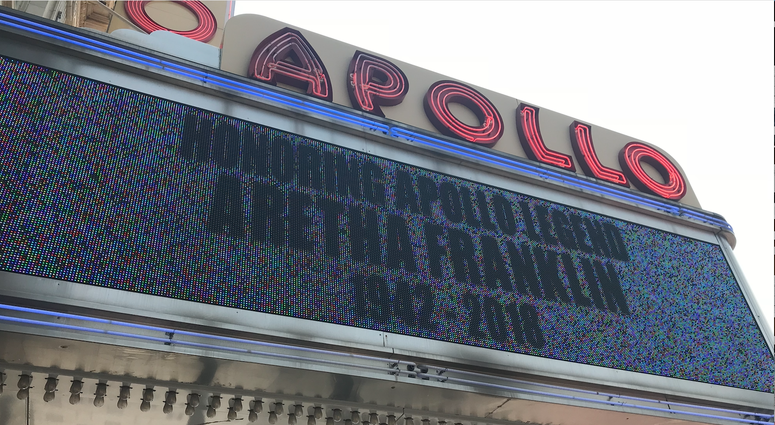 O
APOLLO
HONORING APOLLO LEGEND
ARETHA FRANKLIN
1942 - 2018